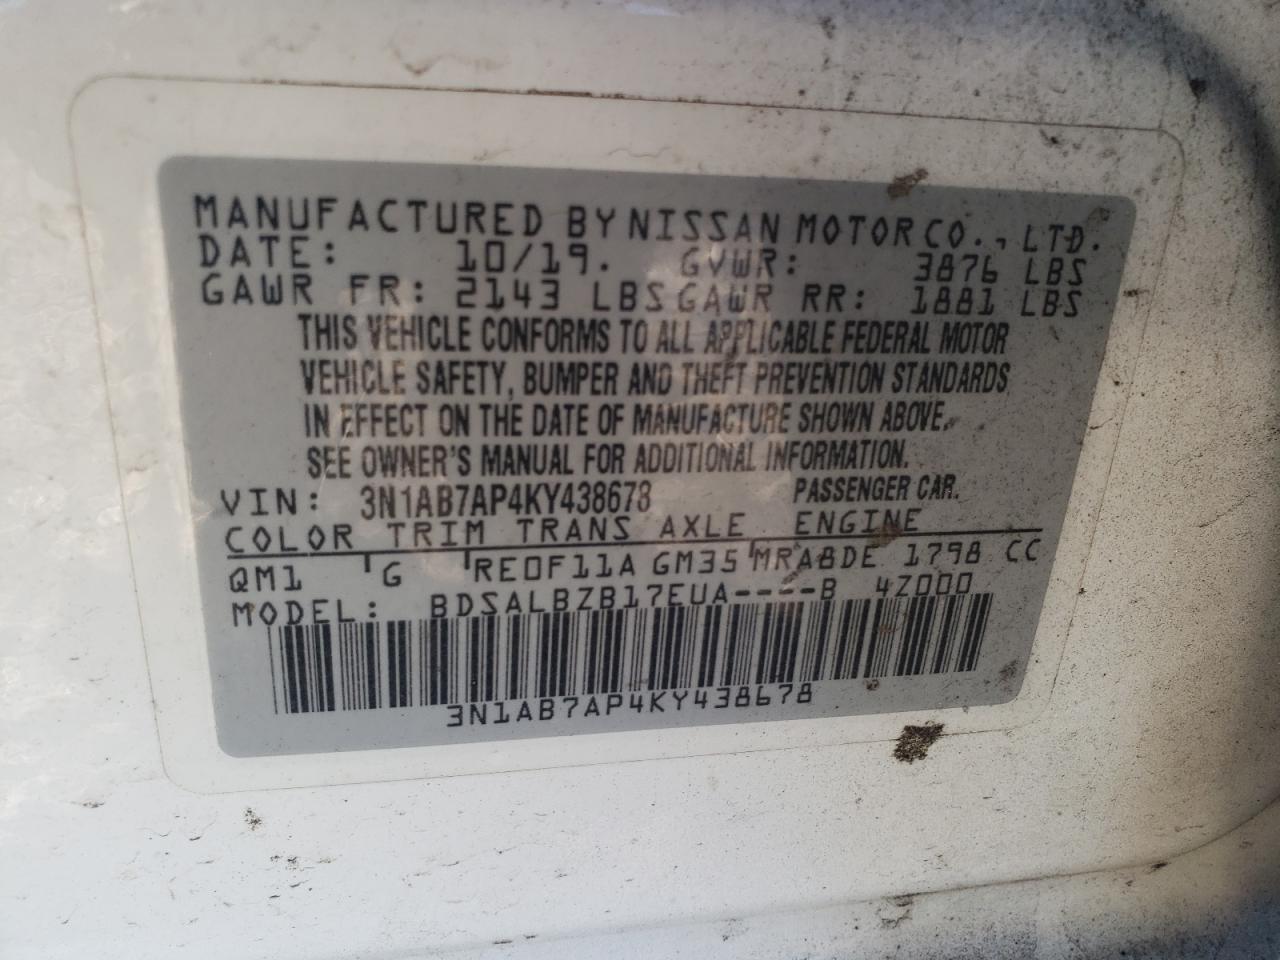 MANUFACTURED BY NISSAN MOTOR CO., LTD.
DATE: 10/19. GVWR: 3876 LBS
GAWR FR: 2143 LBS GAWR RR: 1881 LBS
THIS VEHICLE CONFORMS TO ALL APPLICABLE FEDERAL MOTOR
VEHICLE SAFETY, BUMPER AND THEFT PREVENTION STANDARDS
IN EFFECT ON THE DATE OF MANUFACTURE SHOWN ABOVE.
SEE OWNER'S MANUAL FOR ADDITIONAL INFORMATION.
VIN: 3N1AB7AP4KY438678 PASSENGER CAR.
COLOR TRIM TRANS AXLE ENGINE
QM1 G RE0F11A GM35 MRA8DE 1798 CC
MODEL: BDSALBZB17EUA----B 4Z000
3N1AB7AP4KY438678